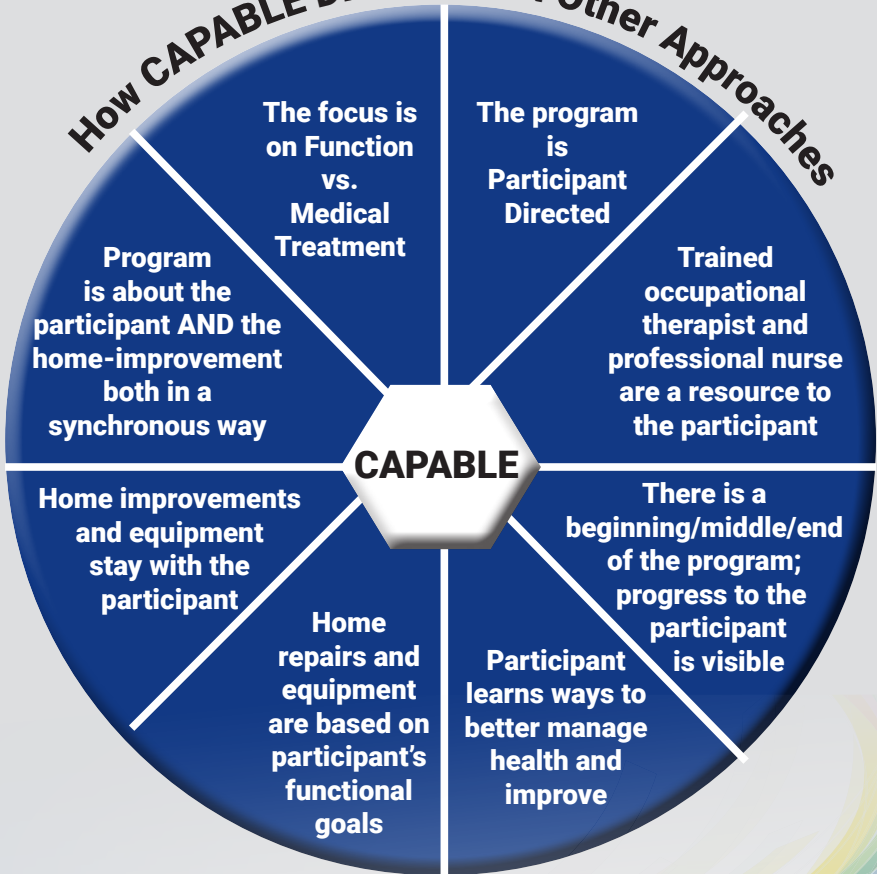 How CAPABLE
Other Approaches
The focus is
on Function
vs.
Medical
Treatment
The program
is
Participant
Directed
Trained
occupational
therapist and
professional nurse
are a resource to
the participant
There is a
beginning/middle/end
of the program;
progress to the
participant
is visible
Participant
learns ways to
better manage
health and
improve
Home
repairs and
equipment
are based on
participant's
functional
goals
Home improvements
and equipment
stay with the
participant
Program
is about the
participant AND the
home-improvement
both in a
synchronous way
CAPABLE